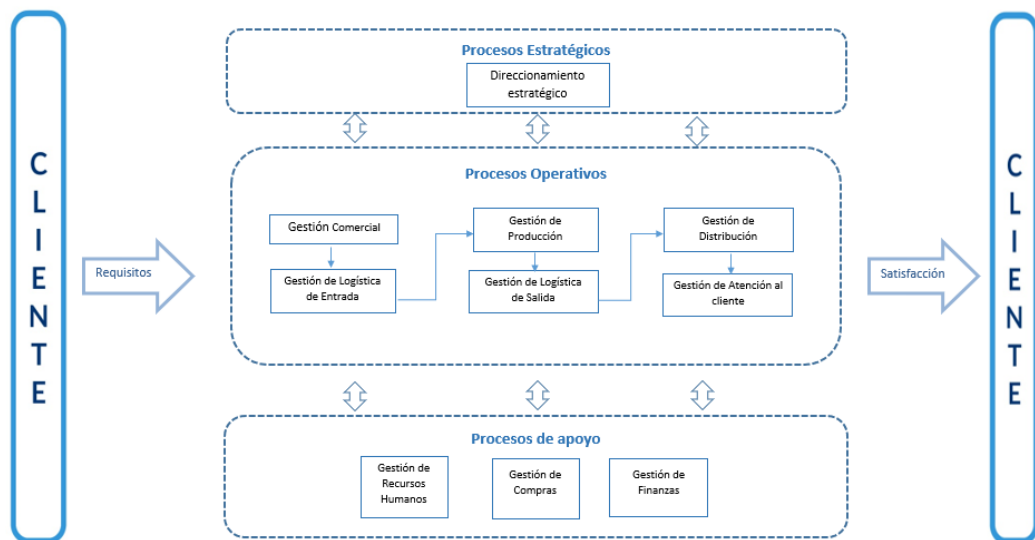 CLIENTE
Requisitos
Procesos Estratégicos
Direccionamiento
estratégico
Procesos Operativos
Gestión Comercial
Gestión de Logística
de Entrada
Gestión de
Producción
Gestión de Logística
de Salida
Gestión de
Distribución
Gestión de Atención al
cliente
Procesos de apoyo
Gestión de
Recursos
Humanos
Gestión de
Compras
Gestión de
Finanzas
Satisfacción
CLIENTE